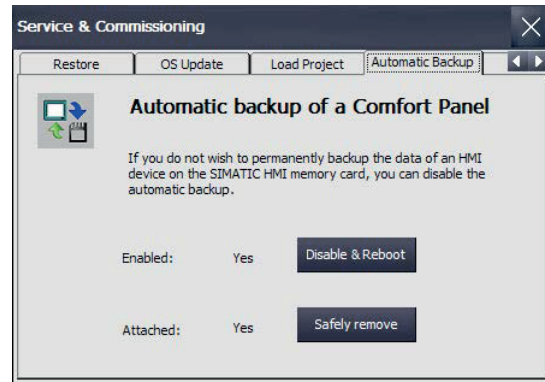 Service & Commissioning
Restore
OS Update
Load Project
Automatic Backup
Automatic backup of a Comfort Panel
If you do not wish to permanently backup the data of an HMI
device on the SIMATIC HMI memory card, you can disable the
automatic backup.
Enabled: Yes Disable & Reboot
Attached: Yes Safely remove